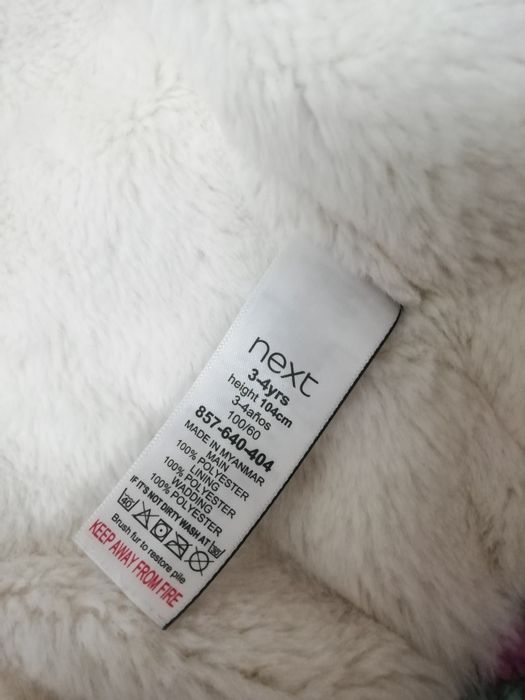 next
3-4yrs
height 104cm
3-4años
100/60
857-640-404
MADE IN MYANMAR
MAIN
100% POLYESTER
LINING
100% POLYESTER
WADDING
100% POLYESTER
IF IT'S NOT DIRTY WASH AT 30
40
Brush fur to restore pile
KEEP AWAY FROM FIRE